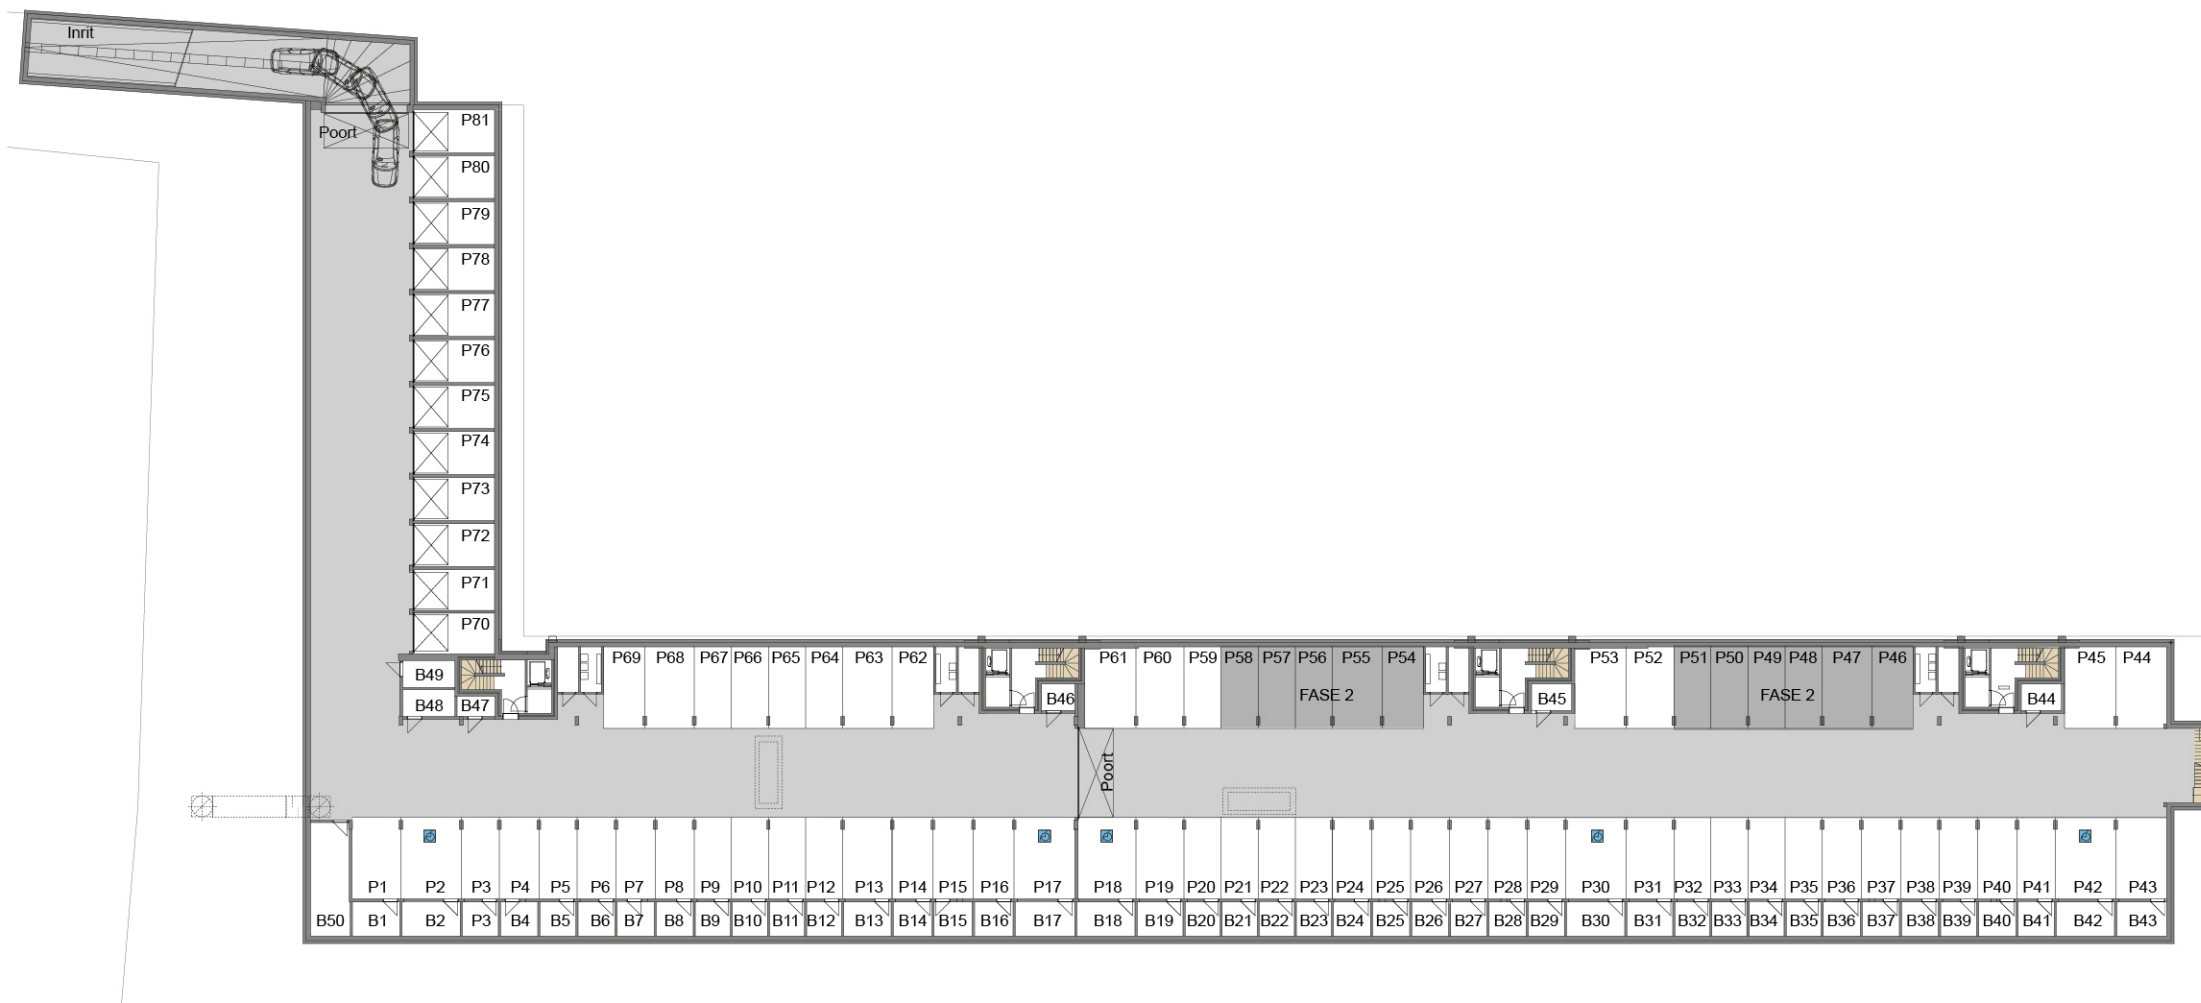 Inrit
Poort
P81
P80
P79
P78
P77
P76
P75
P74
P73
P72
P71
P70
B49
B48 B47
P69 P68 P67 P66 P65 P64 P63 P62
B46
P61 P60 P59 P58 P57 P56 P55 P54
FASE 2
B45
P53 P52 P51 P50 P49 P48 P47 P46
FASE 2
B44
P45 P44
Poort
P1 P2 P3 P4 P5 P6 P7 P8 P9 P10 P11 P12 P13 P14 P15 P16 P17 P18 P19 P20 P21 P22 P23 P24 P25 P26 P27 P28 P29 P30 P31 P32 P33 P34 P35 P36 P37 P38 P39 P40 P41 P42 P43
B50 B1 B2 P3 B4 B5 B6 B7 B8 B9 B10 B11 B12 B13 B14 B15 B16 B17 B18 B19 B20 B21 B22 B23 B24 B25 B26 B27 B28 B29 B30 B31 B32 B33 B34 B35 B36 B37 B38 B39 B40 B41 B42 B43